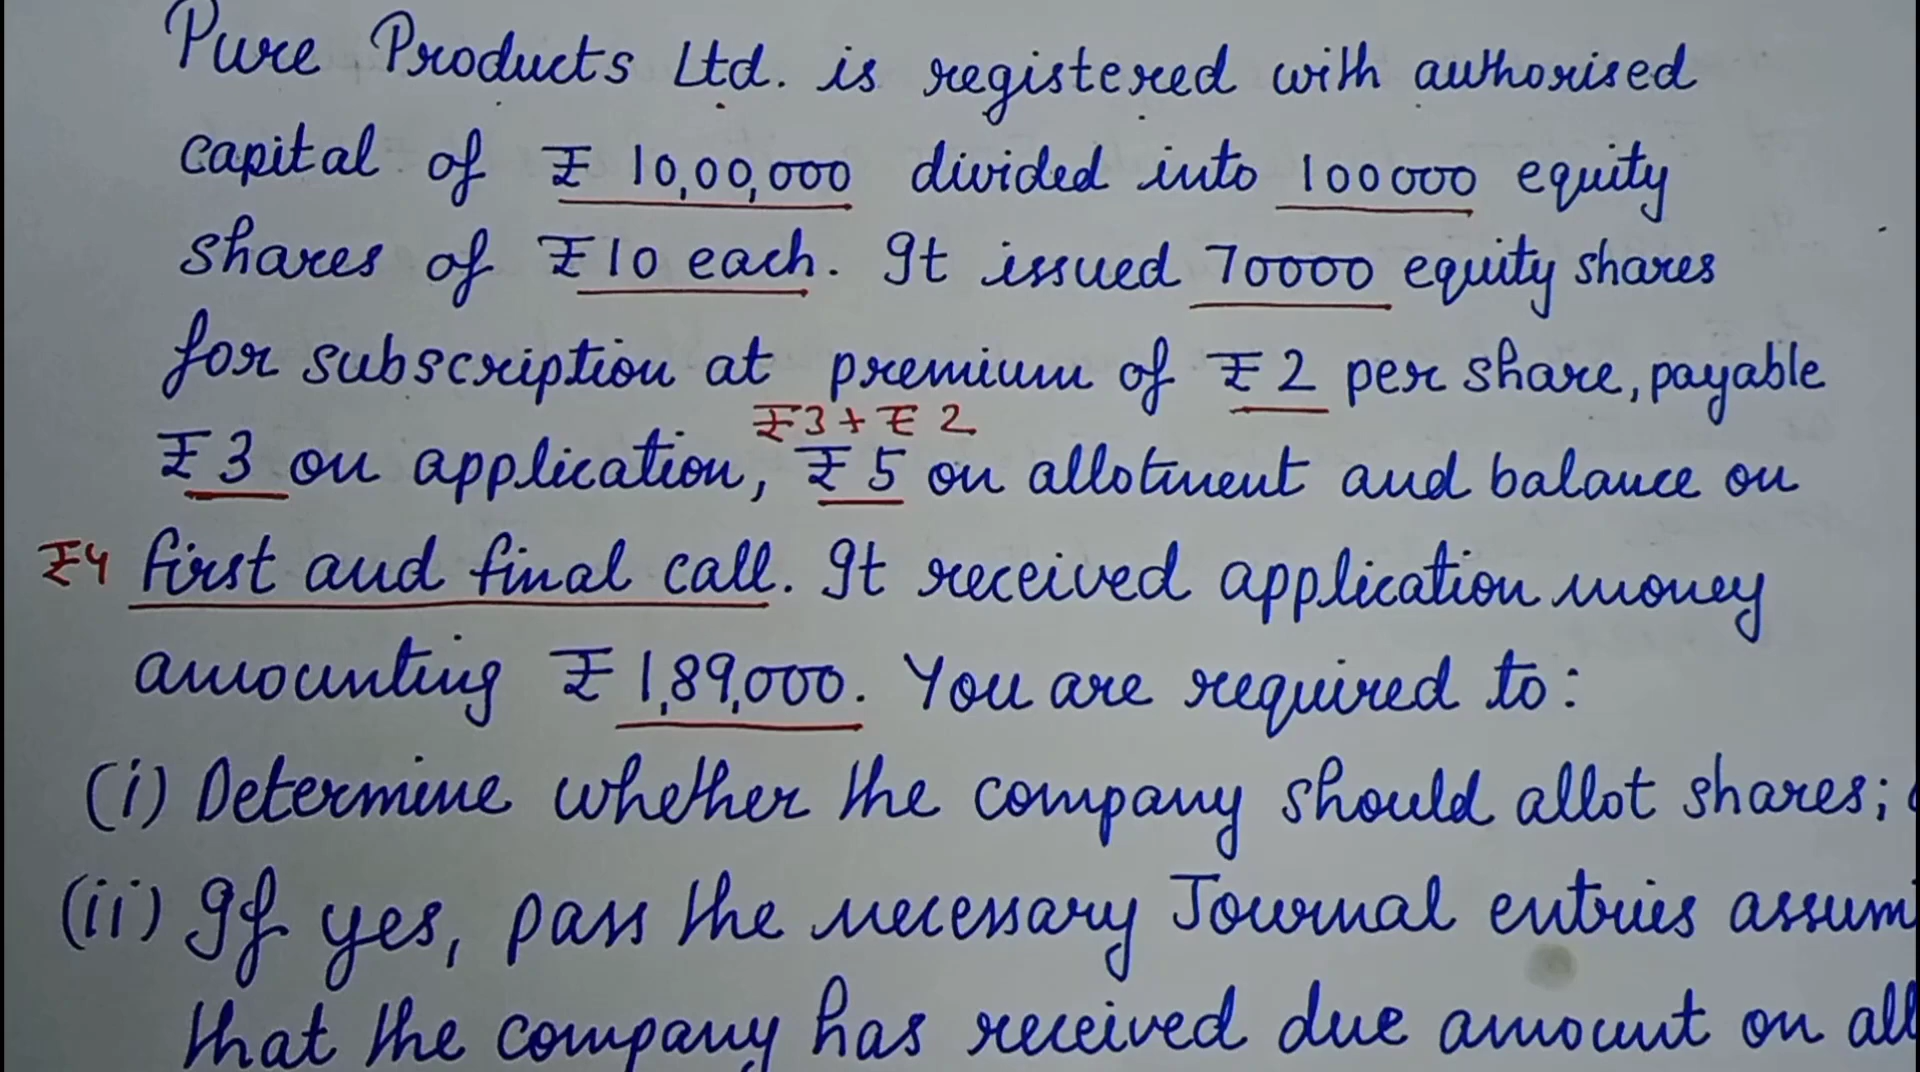 Pure Products Ltd. is registered with authorised
capital of ₹ 10,00,000 divided into 100000 equity
shares of ₹10 each. It issued 70000 equity shares
for subscription at premium of ₹ 2 per share, payable
₹3 + ₹ 2
₹ 3 on application, ₹ 5 on allotment and balance on
₹4 first and final call. It received application money
amounting ₹ 1,89,000. You are required to:
(i) Determine whether the company should allot shares;
(ii) If yes, pass the necessary Journal entries assum
that the company has received due amount on all